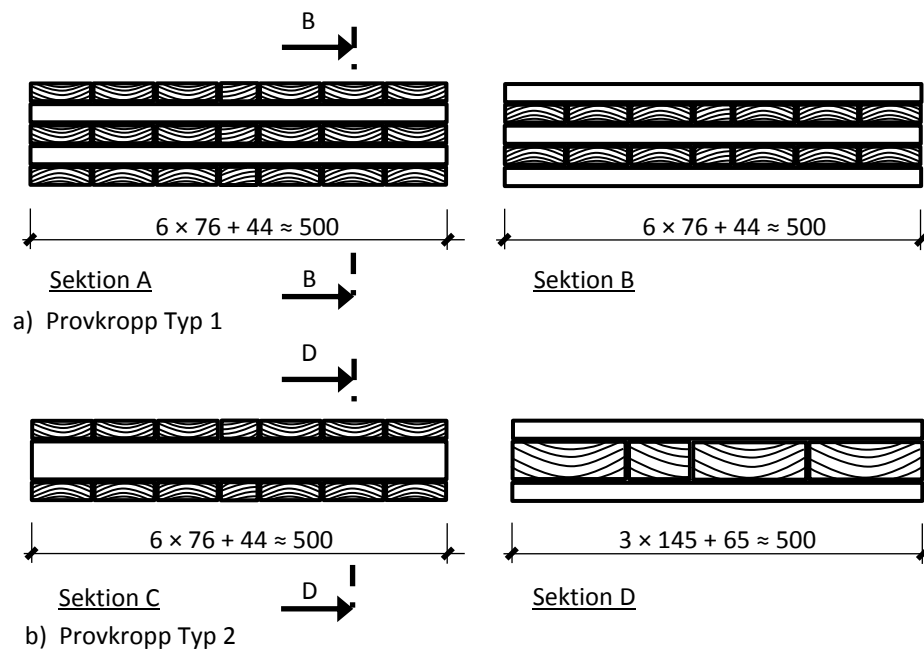 B
6 × 76 + 44 ≈ 500
6 × 76 + 44 ≈ 500
Sektion A
B
Sektion B
a) Provkropp Typ 1
D
6 × 76 + 44 ≈ 500
3 × 145 + 65 ≈ 500
Sektion C
D
Sektion D
b) Provkropp Typ 2